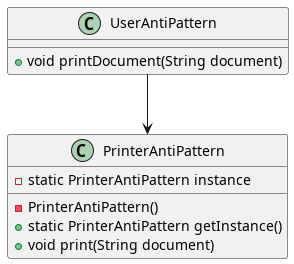 C UserAntiPattern
void printDocument(String document)
C PrinterAntiPattern
static PrinterAntiPattern instance
PrinterAntiPattern()
static PrinterAntiPattern getInstance()
void print(String document)